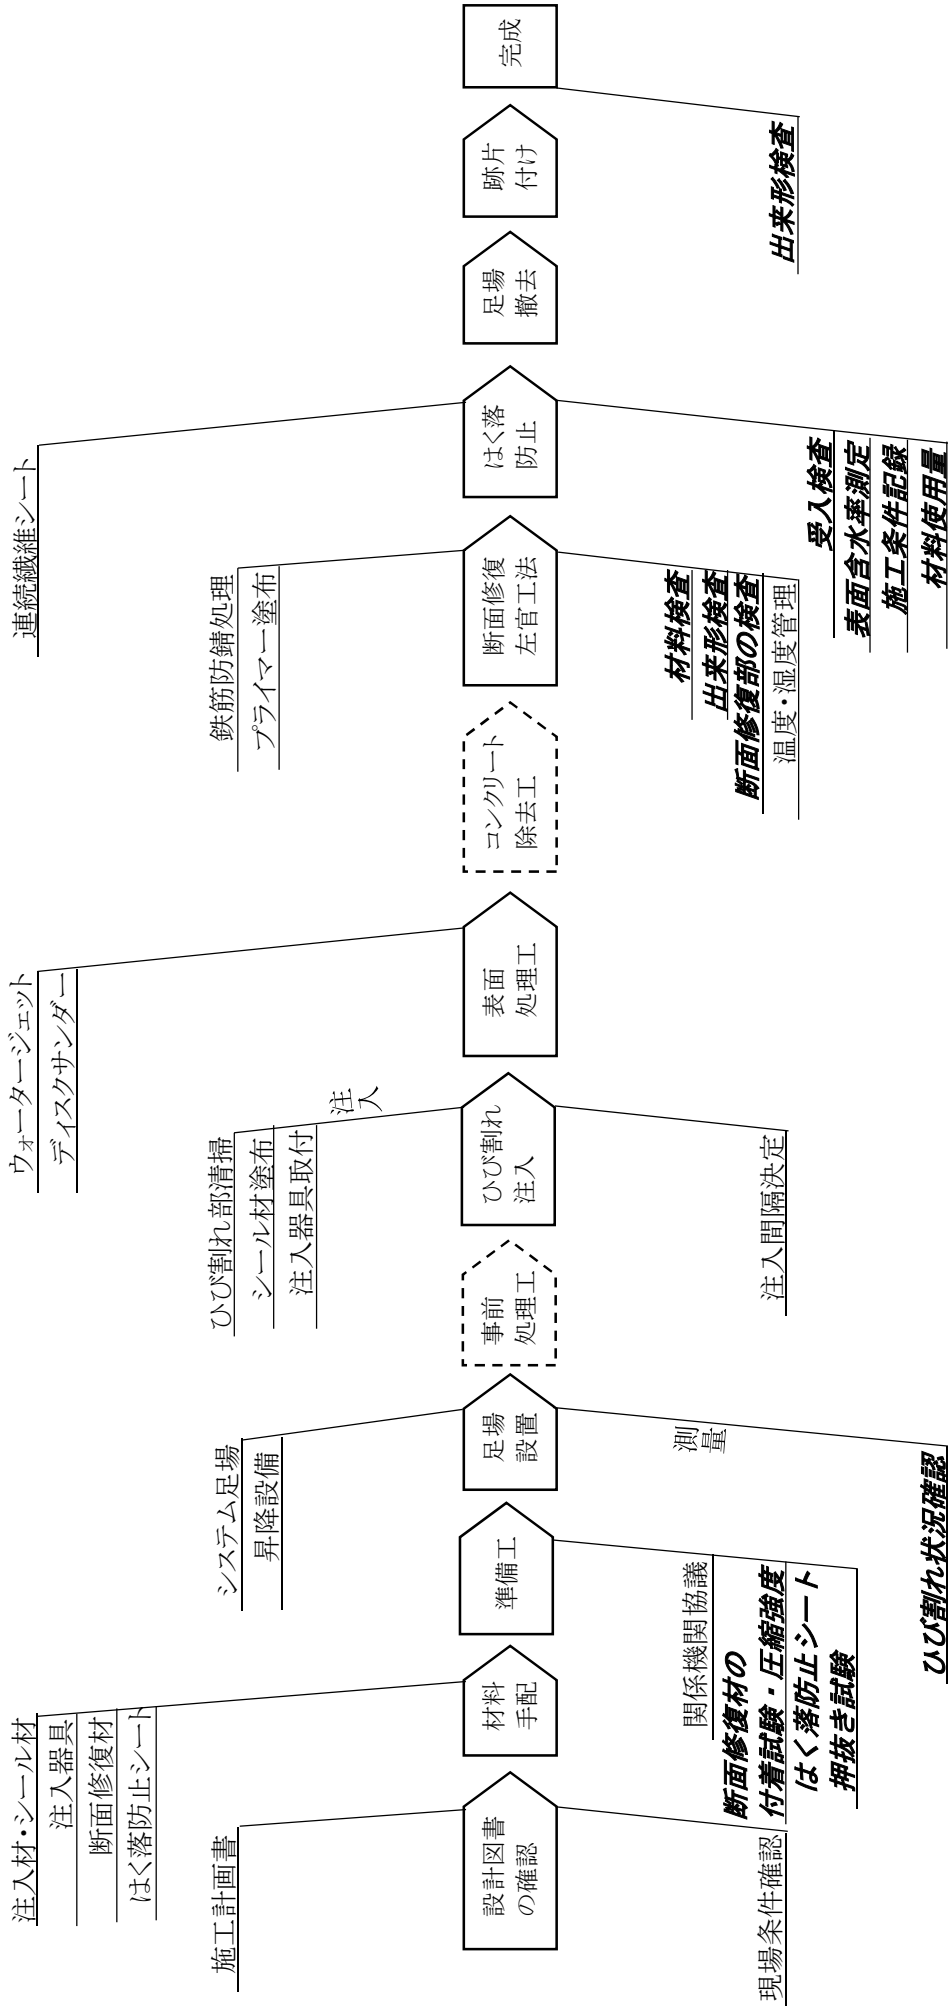 注入材・シール材
注入器具
断面修復材
はく落防止シート
施工計画書
システム足場
昇降設備
ひび割れ部清掃
シール材塗布
注入器具取付
注
入
ウォータージェット
ディスクサンダー
鉄筋防錆処理
プライマー塗布
連続繊維シート
設計図書
の確認
材料
手配
準備工
足場
設置
事前
処理工
ひび割れ
注入
表面
処理工
コンクリート
除去工
断面修復
左官工法
はく落
防止
足場
撤去
跡片
付け
完成
現場条件確認
関係機関協議
断面修復材の
付着試験・圧縮強度
はく落防止シート
押抜き試験
測
量
ひび割れ状況確認
注入間隔決定
材料検査
出来形検査
断面修復部の検査
温度・湿度管理
受入検査
表面含水率測定
施工条件記録
材料使用量
出来形検査